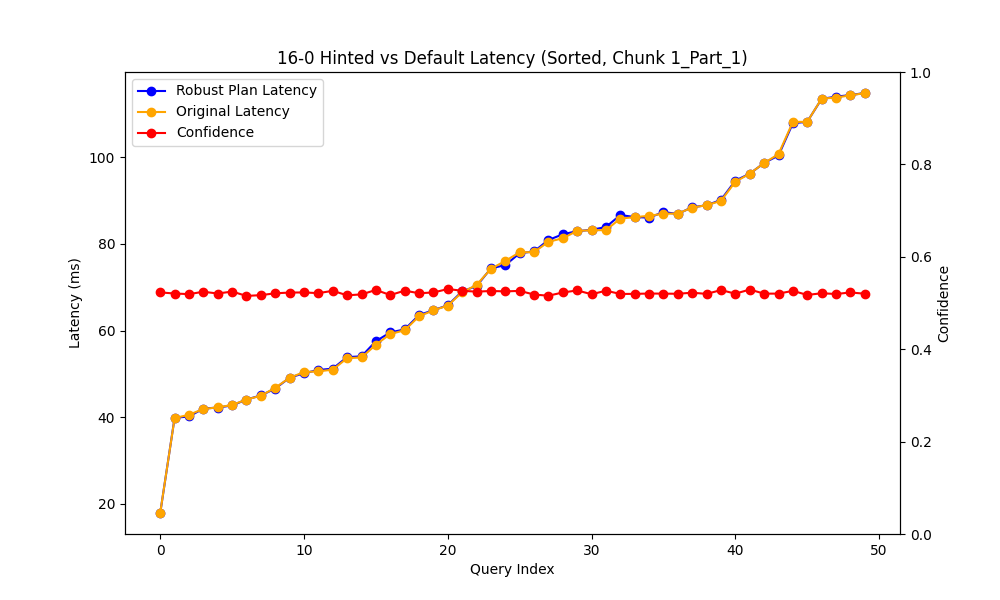 16-0 Hinted vs Default Latency (Sorted, Chunk 1_Part_1)
Robust Plan Latency
Original Latency
Confidence
Latency (ms)
100
80
60
40
20
1.0
0.8
0.6
0.4
0.2
0.0
Confidence
0 10 20 30 40 50
Query Index